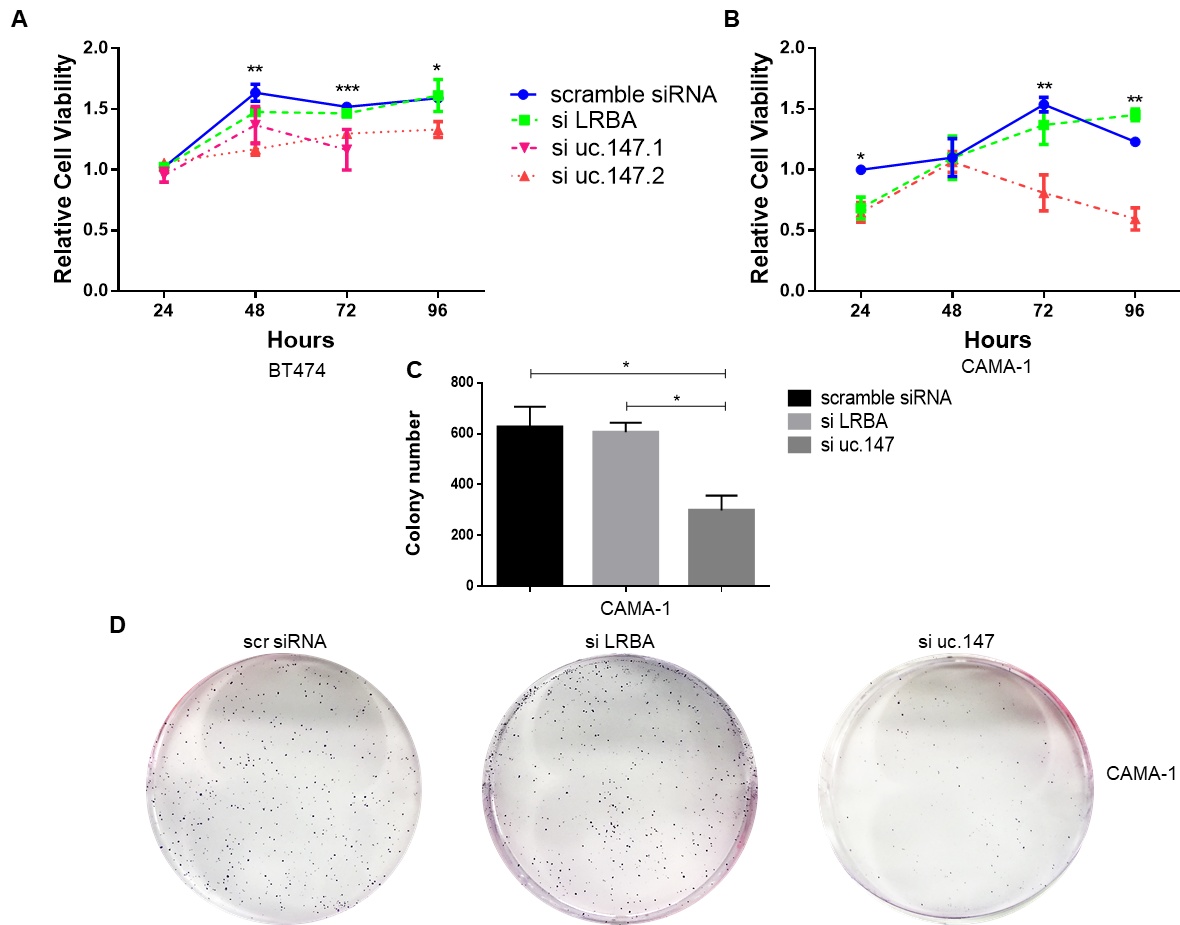 A
2.0
1.5
1.0
0.5
0.0
Relative Cell Viability
**
***
*
24 48 72 96
Hours
BT474
scramble siRNA
si LRBA
si uc.147.1
si uc.147.2
B
2.0
1.5
1.0
0.5
0.0
Relative Cell Viability
*
**
**
24 48 72 96
Hours
CAMA-1
C
800
600
400
200
0
Colony number
*
*
CAMA-1
scramble siRNA
si LRBA
si uc.147
D
scr siRNA
si LRBA
si uc.147
CAMA-1